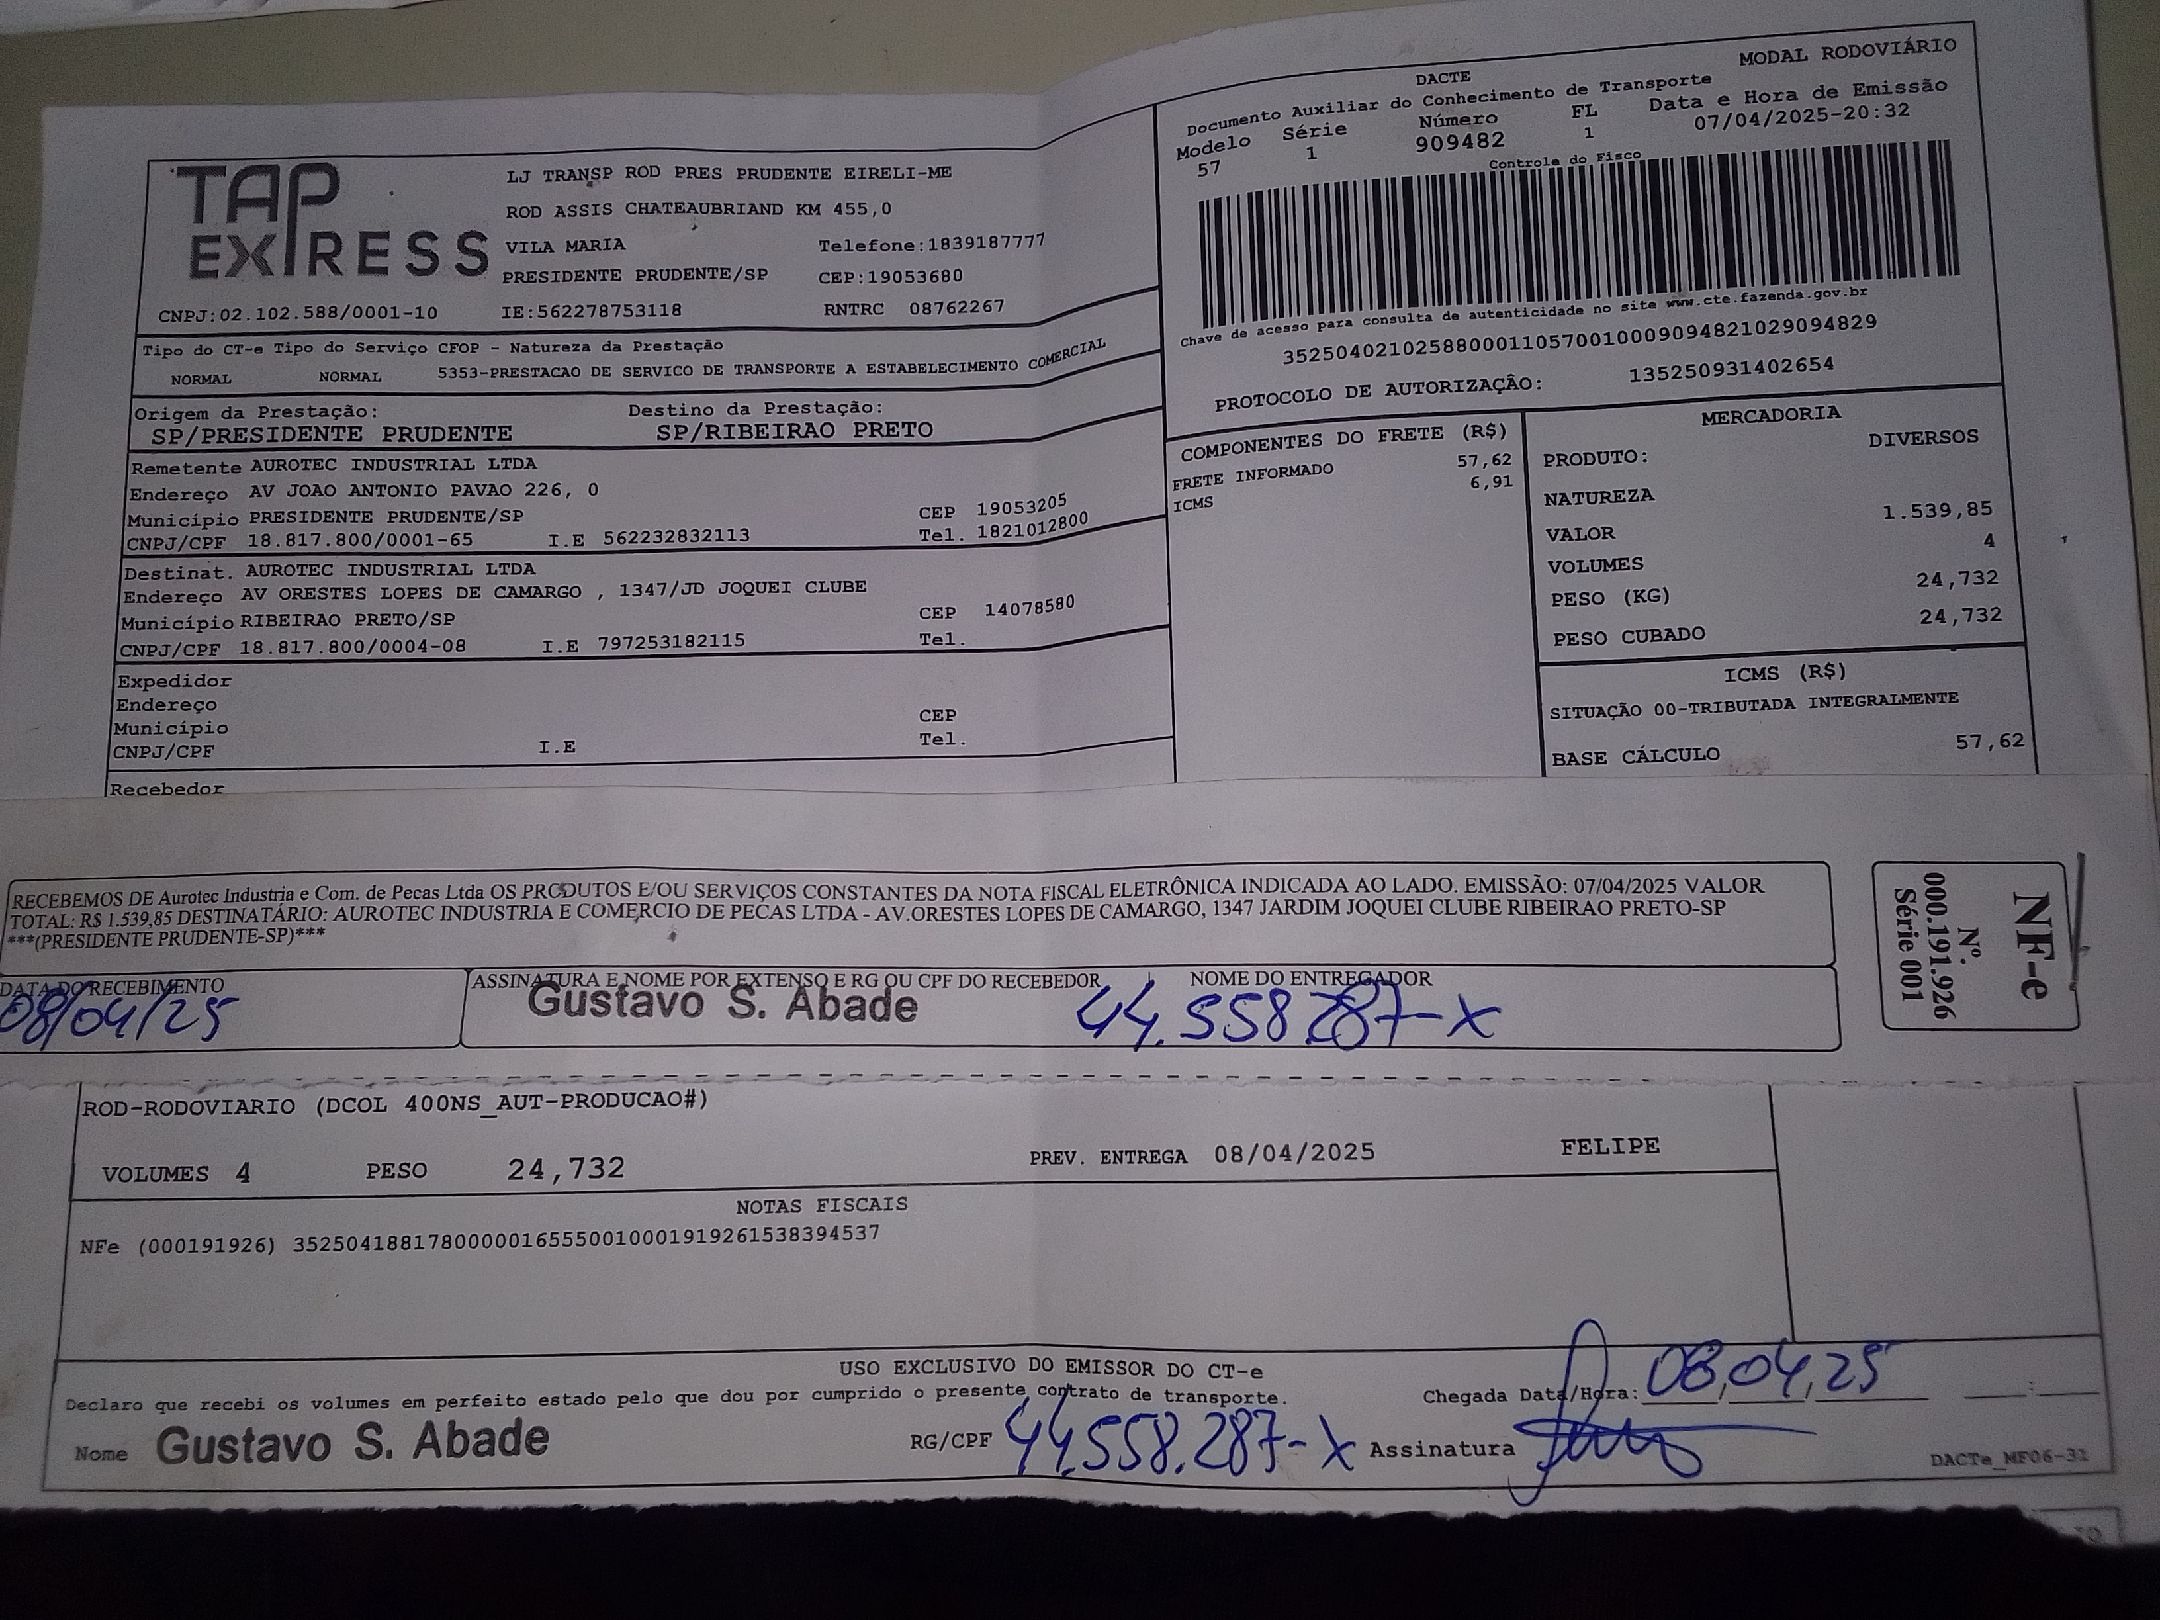 TAP
EXPRESS
LJ TRANSP ROD PRES PRUDENTE EIRELI-ME
ROD ASSIS CHATEAUBRIAND KM 455,0
VILA MARIA Telefone:1839187777
PRESIDENTE PRUDENTE/SP CEP:19053680
CNPJ:02.102.588/0001-10 IE:562278753118 RNTRC 08762267
MODAL RODOVIÁRIO
DACTE
Documento Auxiliar do Conhecimento de Transporte
Modelo Série Número FL Data e Hora de Emissão
57 1 909482 1 07/04/2025-20:32
Controle do Fisco
Chave de acesso para consulta de autenticidade no site www.cte.fazenda.gov.br
35250402102588000110570010009094821029094829
PROTOCOLO DE AUTORIZAÇÃO: 135250931402654
Tipo do CT-e Tipo do Serviço CFOP - Natureza da Prestação
NORMAL NORMAL 5353-PRESTACAO DE SERVICO DE TRANSPORTE A ESTABELECIMENTO COMERCIAL
Origem da Prestação: Destino da Prestação:
SP/PRESIDENTE PRUDENTE SP/RIBEIRAO PRETO
Remetente AUROTEC INDUSTRIAL LTDA
Endereço AV JOAO ANTONIO PAVAO 226, 0
Município PRESIDENTE PRUDENTE/SP CEP 19053205
CNPJ/CPF 18.817.800/0001-65 I.E 562232832113 Tel. 1821012800
Destinat. AUROTEC INDUSTRIAL LTDA
Endereço AV ORESTES LOPES DE CAMARGO , 1347/JD JOQUEI CLUBE
Município RIBEIRAO PRETO/SP CEP 14078580
CNPJ/CPF 18.817.800/0004-08 I.E 797253182115 Tel.
Expedidor
Endereço
Município CEP
CNPJ/CPF I.E Tel.
Recebedor
COMPONENTES DO FRETE (R$)
FRETE INFORMADO 57,62
ICMS 6,91
MERCADORIA
PRODUTO: DIVERSOS
NATUREZA
VALOR 1.539,85
VOLUMES 4
PESO (KG) 24,732
PESO CUBADO 24,732
ICMS (R$)
SITUAÇÃO 00-TRIBUTADA INTEGRALMENTE
BASE CÁLCULO 57,62
RECEBEMOS DE Aurotec Industria e Com. de Pecas Ltda OS PRODUTOS E/OU SERVIÇOS CONSTANTES DA NOTA FISCAL ELETRÔNICA INDICADA AO LADO. EMISSÃO: 07/04/2025 VALOR
TOTAL: R$ 1.539,85 DESTINATÁRIO: AUROTEC INDUSTRIA E COMERCIO DE PECAS LTDA - AV.ORESTES LOPES DE CAMARGO, 1347 JARDIM JOQUEI CLUBE RIBEIRAO PRETO-SP
***(PRESIDENTE PRUDENTE-SP)***
DATA DO RECEBIMENTO ASSINATURA E NOME POR EXTENSO E RG OU CPF DO RECEBEDOR NOME DO ENTREGADOR
08/04/25 Gustavo S. Abade 44.558.287-X
NF-e
Nº.
000.191.926
Série 001
ROD-RODOVIARIO (DCOL 400NS_AUT-PRODUCAO#)
VOLUMES 4 PESO 24,732 PREV. ENTREGA 08/04/2025 FELIPE
NOTAS FISCAIS
NFe (000191926) 35250418817800000165550010001919261538394537
USO EXCLUSIVO DO EMISSOR DO CT-e
Declaro que recebi os volumes em perfeito estado pelo que dou por cumprido o presente contrato de transporte. Chegada Data/Hora: 08,04,25
Nome Gustavo S. Abade RG/CPF 44.558.287-X Assinatura
DACTe_MF06-31